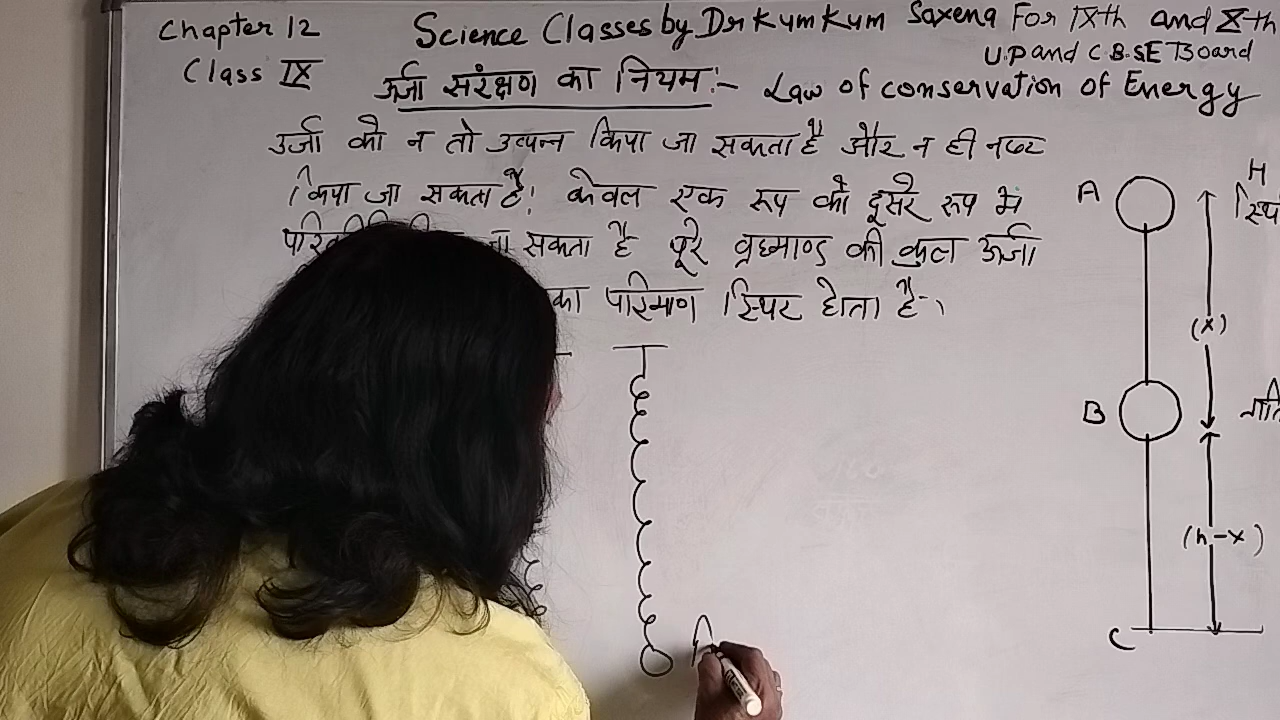 Chapter 12
Science Classes by Dr KumKum Saxena For IXth and Xth
U.P and C.B.SE Board
Class IX
ऊर्जा संरक्षण का नियम:- Law of conservation of Energy
उर्जा को न तो उत्पन्न किया जा सकता है और न ही नष्ट
किया जा सकता है। केवल एक रूप को दूसरे रूप में
जा सकता है पूरे ब्रह्माण्ड की कुल ऊर्जा
का परिमाण स्थिर होता है।
H
A
(x)
B
(h-x)
C